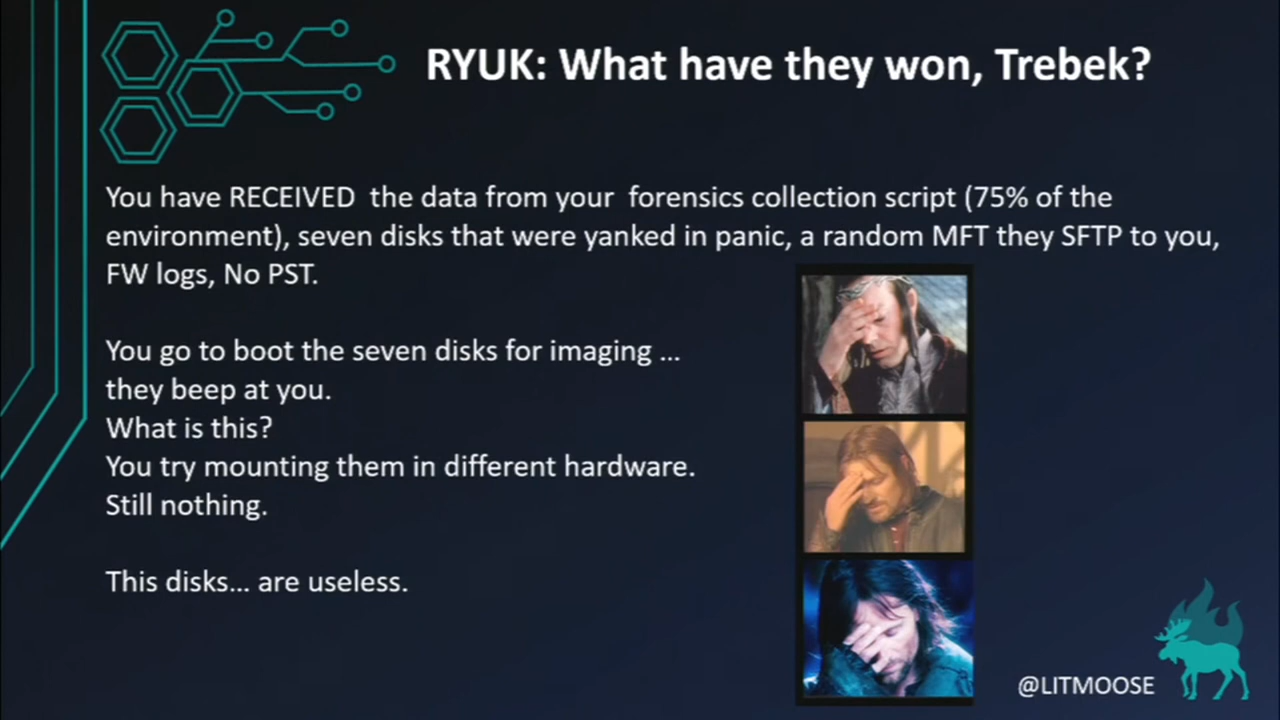 RYUK: What have they won, Trebek?
You have RECEIVED  the data from your  forensics collection script (75% of the
environment), seven disks that were yanked in panic, a random MFT they SFTP to you,
FW logs, No PST.
You go to boot the seven disks for imaging ...
they beep at you.
What is this?
You try mounting them in different hardware.
Still nothing.
This disks... are useless.
@LITMOOSE